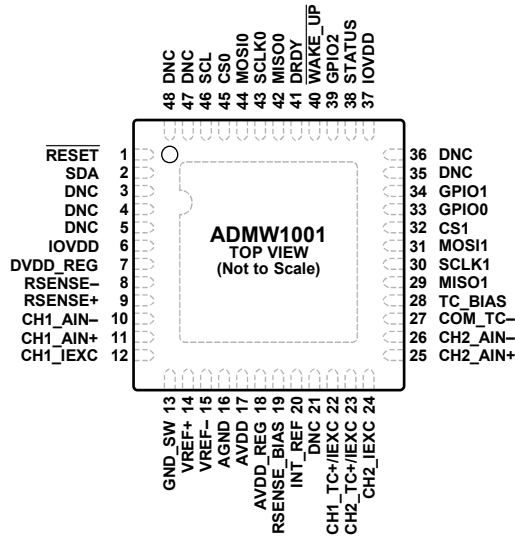 48 DNC
47 DNC
46 SCL
45 CS0
44 MOSI0
43 SCLK0
42 MISO0
41 DRDY
40 WAKE_UP
39 GPIO2
38 STATUS
37 IOVDD
RESET 1
SDA 2
DNC 3
DNC 4
DNC 5
IOVDD 6
DVDD_REG 7
RSENSE– 8
RSENSE+ 9
CH1_AIN– 10
CH1_AIN+ 11
CH1_IEXC 12
ADMW1001
TOP VIEW
(Not to Scale)
36 DNC
35 DNC
34 GPIO1
33 GPIO0
32 CS1
31 MOSI1
30 SCLK1
29 MISO1
28 TC_BIAS
27 COM_TC–
26 CH2_AIN–
25 CH2_AIN+
GND_SW 13
VREF+ 14
VREF– 15
AGND 16
AVDD 17
AVDD_REG 18
RSENSE_BIAS 19
INT_REF 20
DNC 21
CH1_TC+/IEXC 22
CH2_TC+/IEXC 23
CH2_IEXC 24